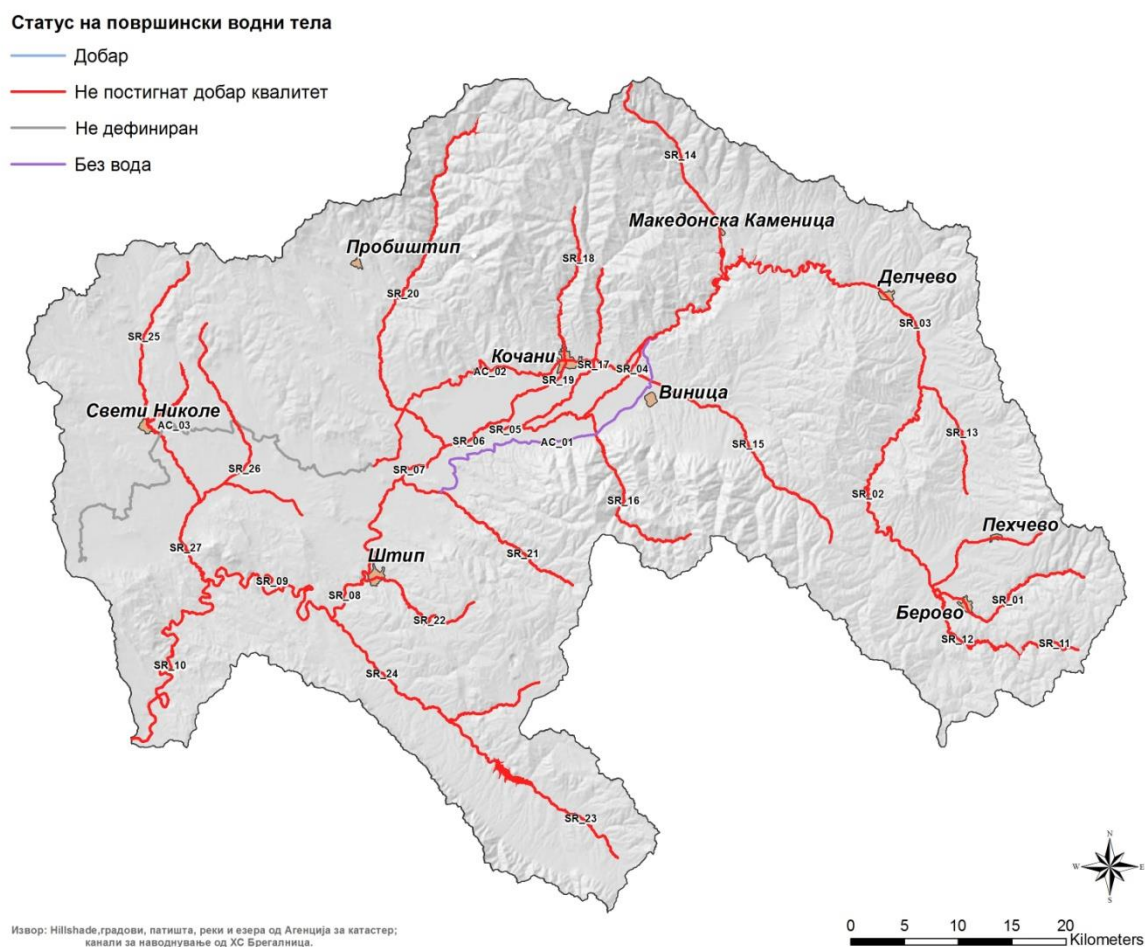 Статус на површински водни тела
Добар
Не постигнат добар квалитет
Не дефиниран
Без вода
SR_14
Македонска Каменица
Пробиштип
SR_18
SR_20
Делчево
SR_03
SR_25
Кочани
SR_17
SR_04
AC_02
SR_19
Виница
Свети Николе
AC_03
SR_05
SR_06
AC_01
SR_15
SR_13
SR_26
SR_07
SR_02
SR_16
Пехчево
SR_27
SR_21
Штип
SR_09
SR_08
SR_01
Берово
SR_22
SR_12
SR_11
SR_10
SR_24
SR_23
N
W
E
S
0 5 10 15 20
Kilometers
Извор: Hillshade,градови, патишта, реки и езера од Агенција за катастер;
канали за наводнување од ХС Брегалница.